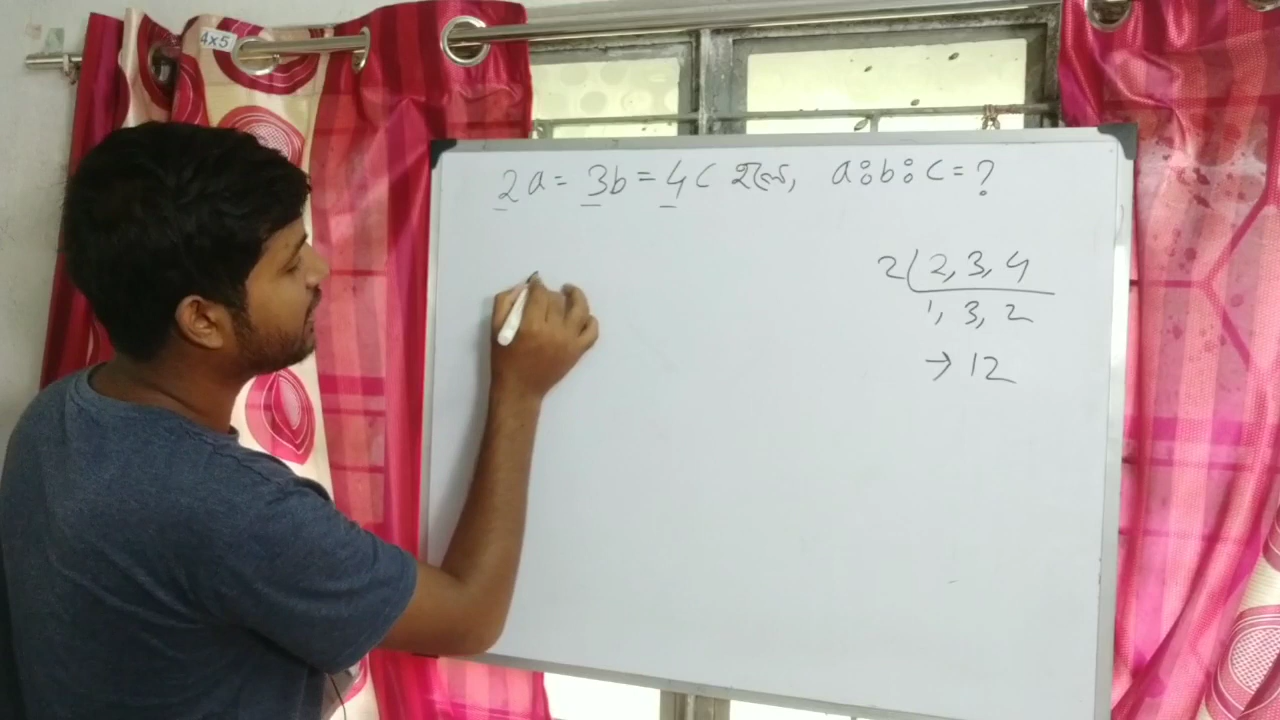 4x5
2a = 3b = 4c হলে, a:b:c = ?
2(2, 3, 4
1, 3, 2
→ 12